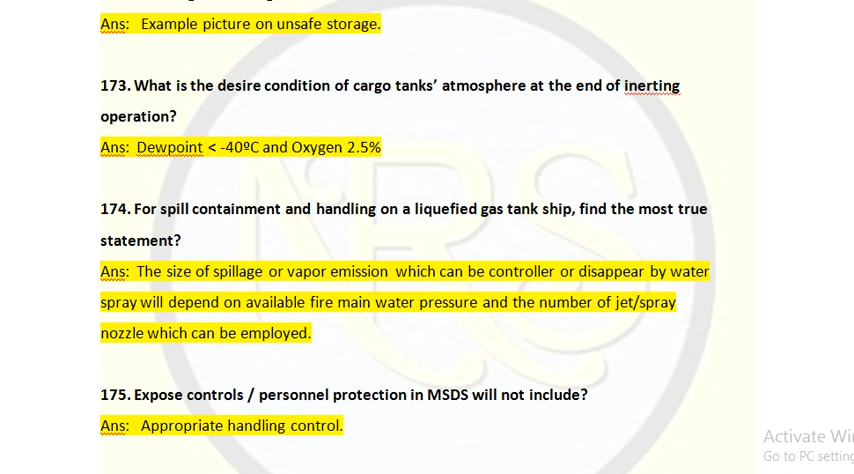 Ans: Example picture on unsafe storage.
173. What is the desire condition of cargo tanks’ atmosphere at the end of inerting
operation?
Ans: Dewpoint < -40ºC and Oxygen 2.5%
174. For spill containment and handling on a liquefied gas tank ship, find the most true
statement?
Ans: The size of spillage or vapor emission which can be controller or disappear by water
spray will depend on available fire main water pressure and the number of jet/spray
nozzle which can be employed.
175. Expose controls / personnel protection in MSDS will not include?
Ans: Appropriate handling control.
NRS
Activate Wi
Go to PC setting